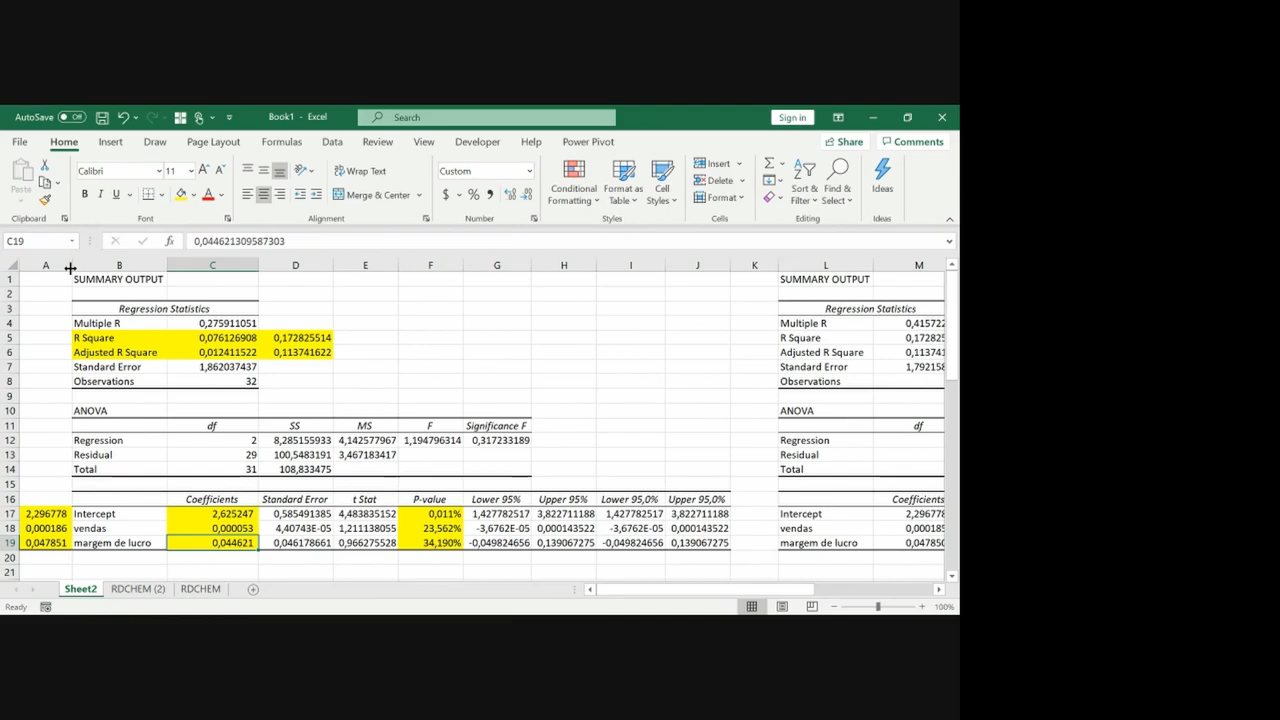 AutoSave Off Book1 - Excel Search Sign in
File Home Insert Draw Page Layout Formulas Data Review View Developer Help Power Pivot Share Comments
Paste Calibri 11 A A Wrap Text Custom Conditional Formatting Format as Table Cell Styles Insert Delete Format Sort & Filter Find & Select Ideas
B I U A Merge & Center $ % 9
Clipboard Font Alignment Number Styles Cells Editing Ideas
C19 fx 0,044621309587303
A B C D E F G H I J K L M
1 SUMMARY OUTPUT SUMMARY OUTPUT
2
3 Regression Statistics Regression Statistics
4 Multiple R 0,275911051 Multiple R 0,415722
5 R Square 0,076126908 0,172825514 R Square 0,172825
6 Adjusted R Square 0,012411522 0,113741622 Adjusted R Square 0,113741
7 Standard Error 1,862037437 Standard Error 1,792158
8 Observations 32 Observations
9
10 ANOVA ANOVA
11 df SS MS F Significance F df
12 Regression 2 8,285155933 4,142577967 1,194796314 0,317233189 Regression
13 Residual 29 100,5483191 3,467183417 Residual
14 Total 31 108,833475 Total
15
16 Coefficients Standard Error t Stat P-value Lower 95% Upper 95% Lower 95,0% Upper 95,0% Coefficients
17 2,296778 Intercept 2,625247 0,585491385 4,483835152 0,011% 1,427782517 3,822711188 1,427782517 3,822711188 Intercept 2,29677
18 0,000186 vendas 0,000053 4,40743E-05 1,211138055 23,562% -3,6762E-05 0,000143522 -3,6762E-05 0,000143522 vendas 0,000185
19 0,047851 margem de lucro 0,044621 0,046178661 0,966275528 34,190% -0,049824656 0,139067275 -0,049824656 0,139067275 margem de lucro 0,04785
20
21
Sheet2 RDCHEM (2) RDCHEM
Ready 100%